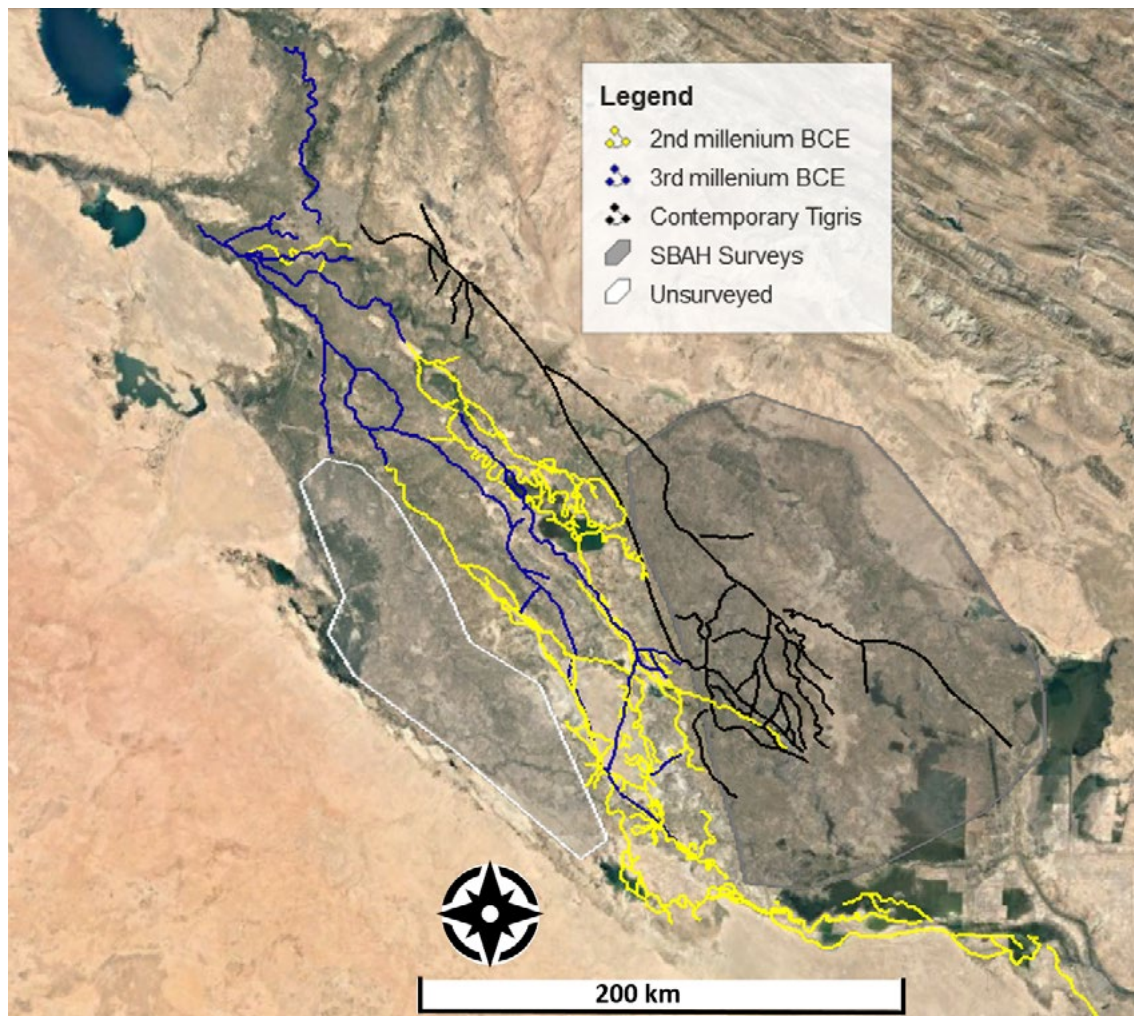 Legend
2nd millenium BCE
3rd millenium BCE
Contemporary Tigris
SBAH Surveys
Unsurveyed
200 km